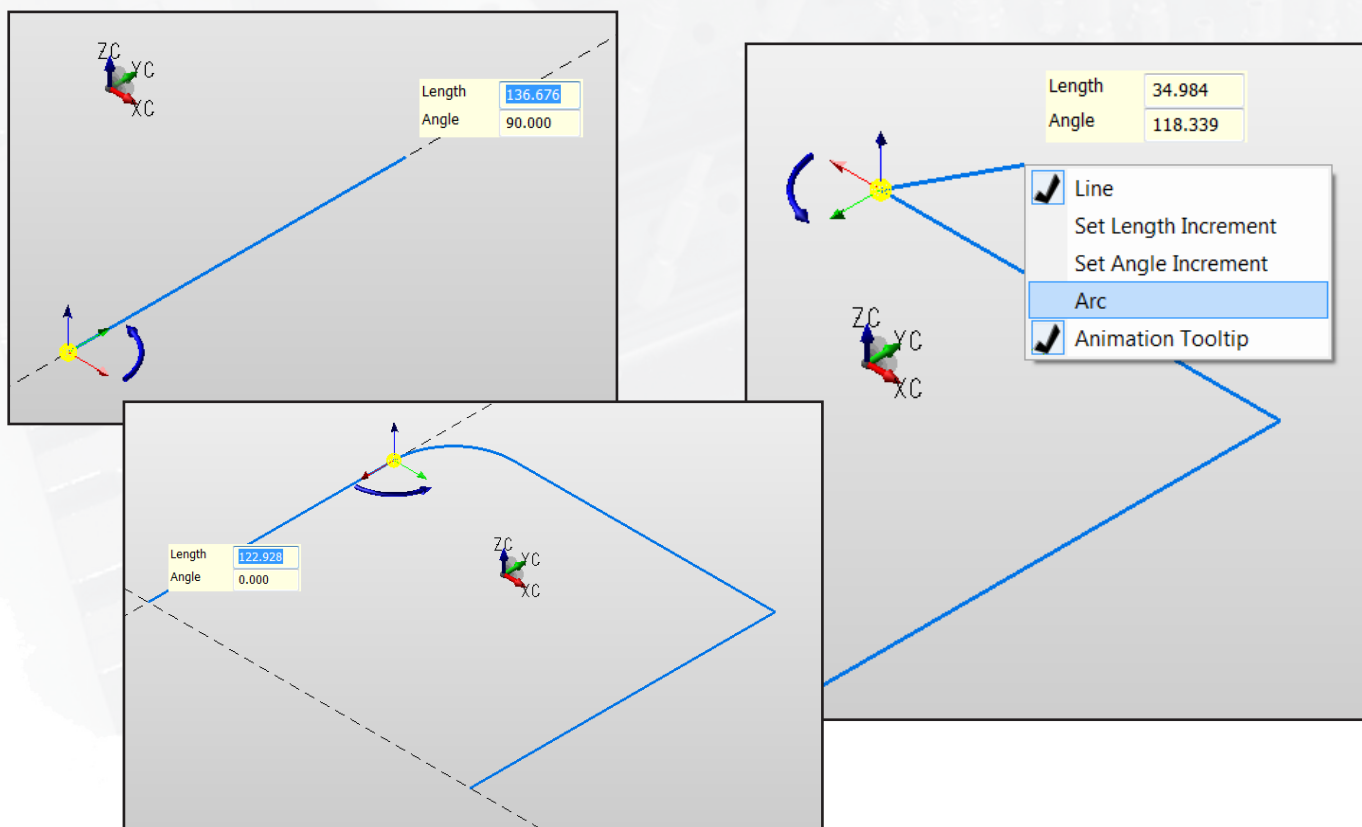 ZC
YC
XC
Length 136.676
Angle 90.000
Length 34.984
Angle 118.339
Line
Set Length Increment
Set Angle Increment
Arc
Animation Tooltip
ZC
YC
XC
Length 122.928
Angle 0.000
ZC
YC
XC